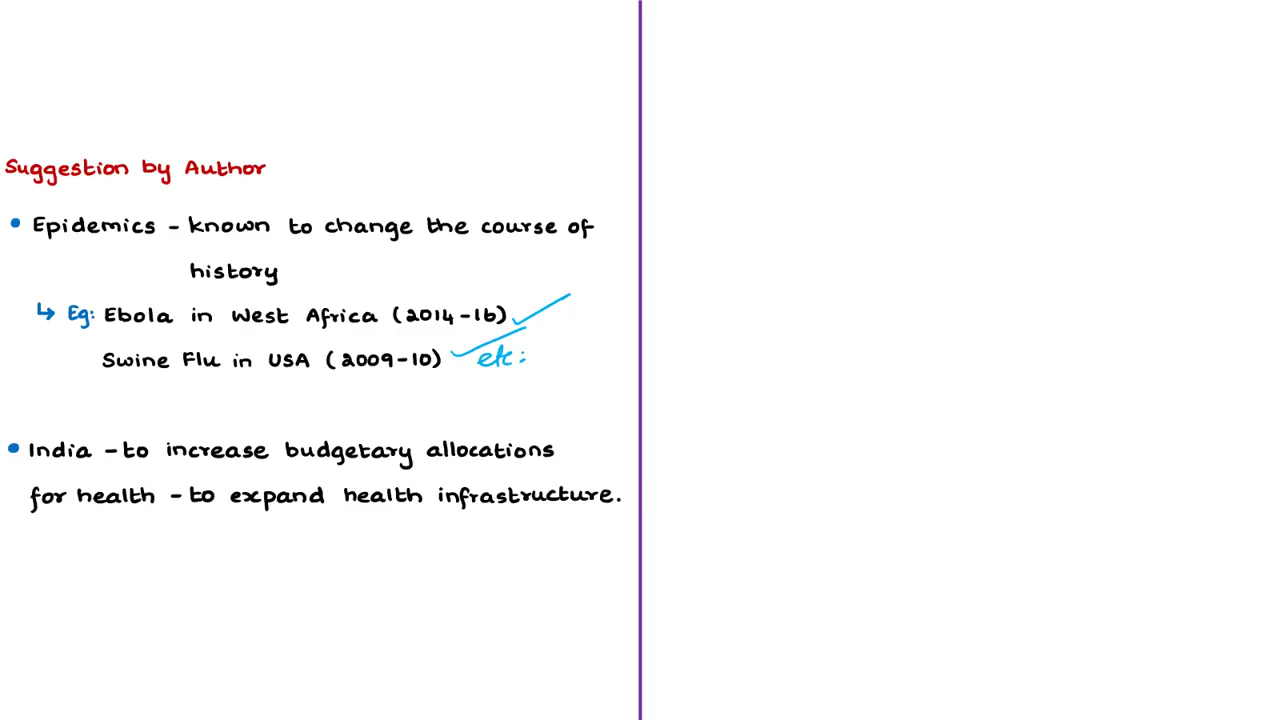 Suggestion by Author
• Epidemics - known to change the course of
history
↳ Eg: Ebola in West Africa (2014-16)
Swine Flu in USA (2009-10) etc:
• India - to increase budgetary allocations
for health - to expand health infrastructure.